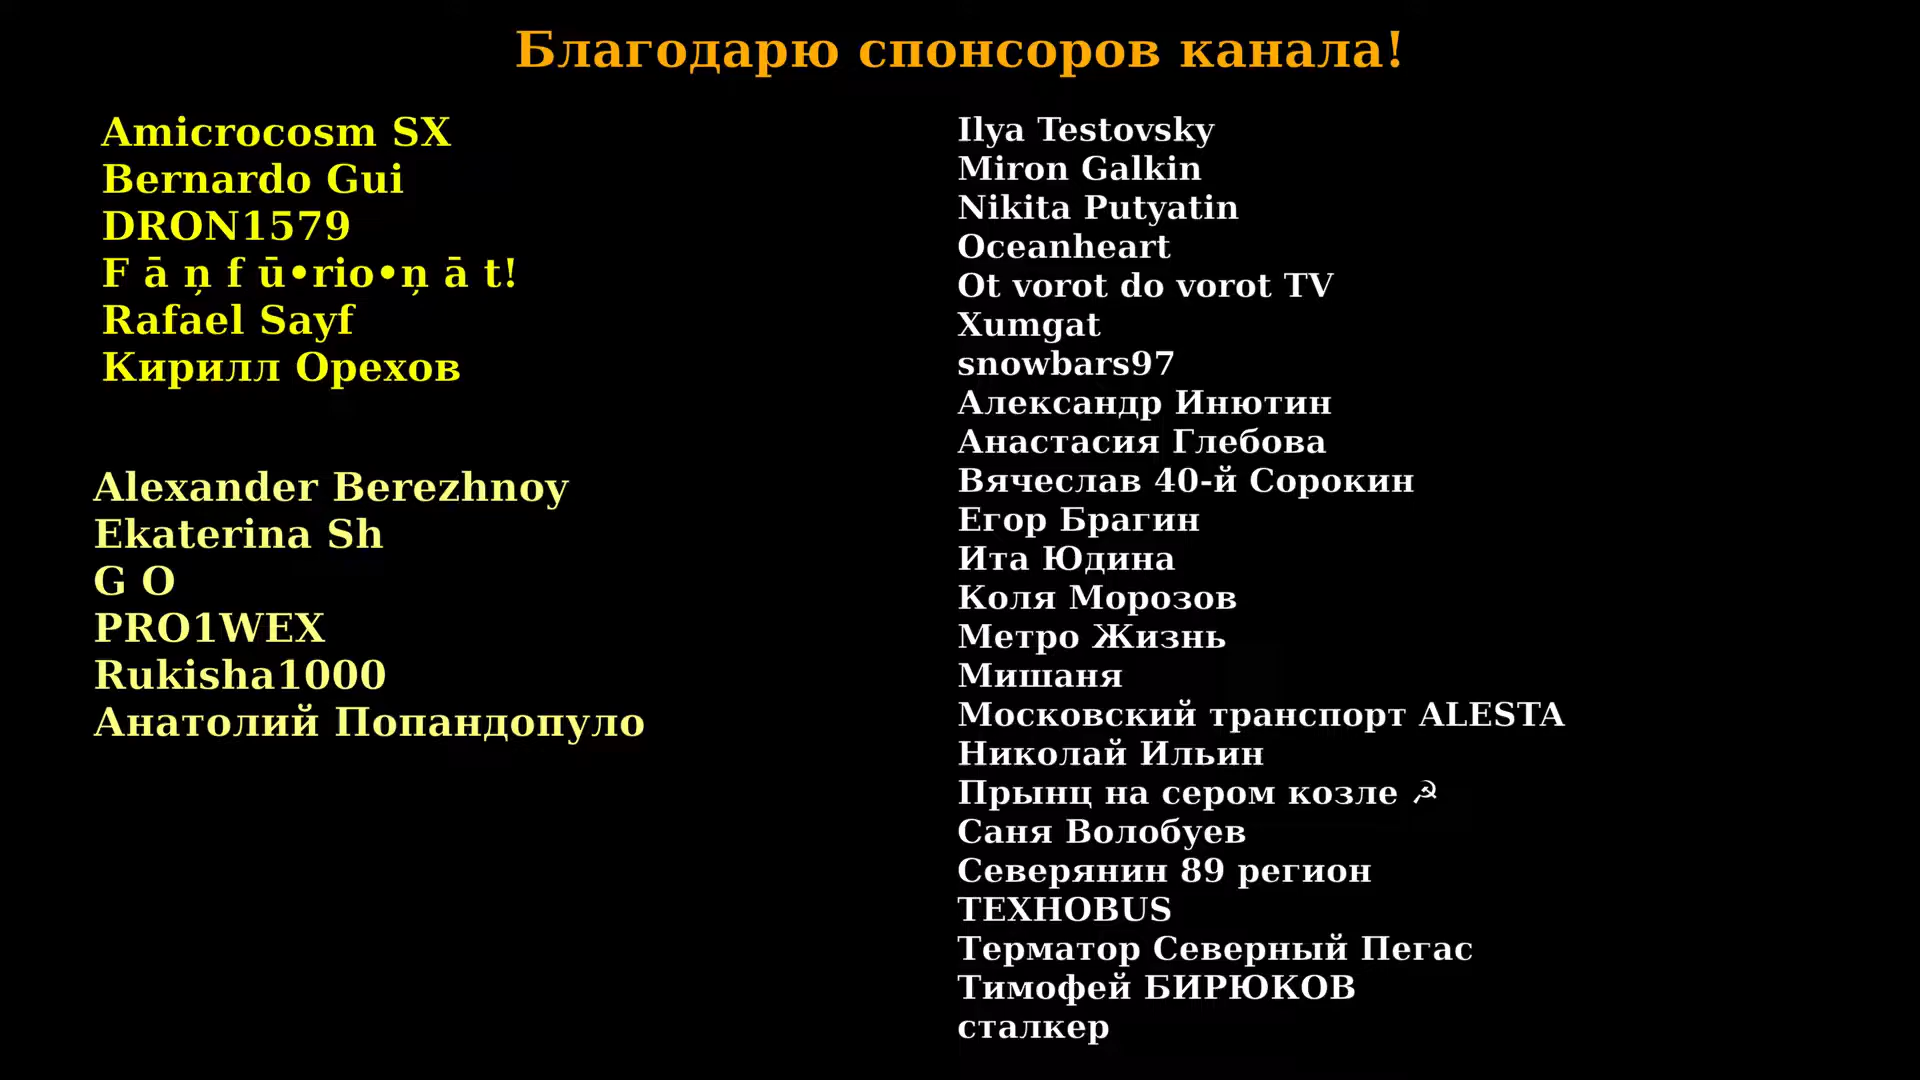 Благодарю спонсоров канала!
Amicrocosm SX
Bernardo Gui
DRON1579
F ā ņ f ū•rio•ņ ā t!
Rafael Sayf
Кирилл Орехов
Alexander Berezhnoy
Ekaterina Sh
G O
PRO1WEX
Rukisha1000
Анатолий Попандопуло
Ilya Testovsky
Miron Galkin
Nikita Putyatin
Oceanheart
Ot vorot do vorot TV
Xumgat
snowbars97
Александр Инютин
Анастасия Глебова
Вячеслав 40-й Сорокин
Егор Брагин
Ита Юдина
Коля Морозов
Метро Жизнь
Мишаня
Московский транспорт ALESTA
Николай Ильин
Прынц на сером козле ☭
Саня Волобуев
Северянин 89 регион
ТЕХНОBUS
Терматор Северный Пегас
Тимофей БИРЮКОВ
сталкер